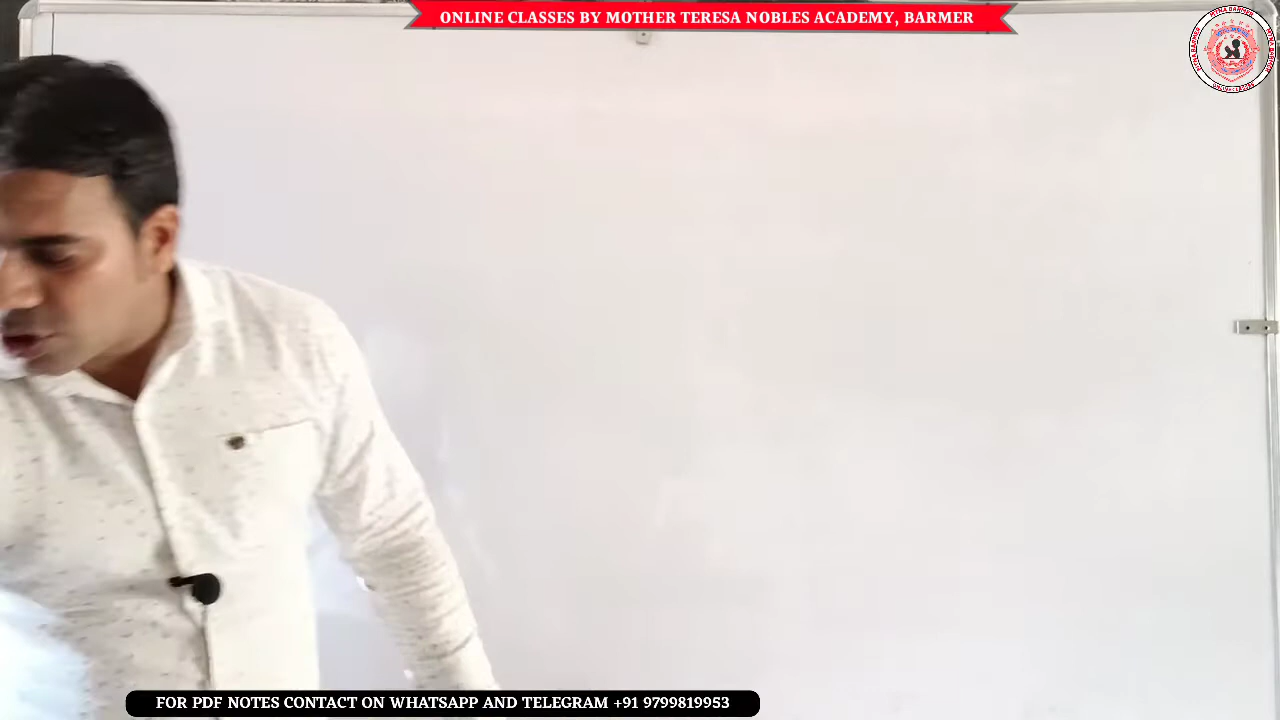 ONLINE CLASSES BY MOTHER TERESA NOBLES ACADEMY, BARMER
FOR PDF NOTES CONTACT ON WHATSAPP AND TELEGRAM +91 9799819953